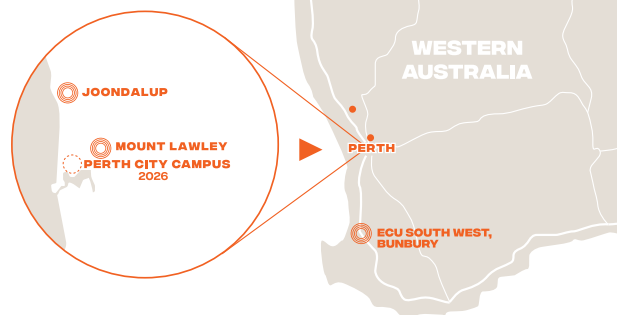 WESTERN
AUSTRALIA
JOONDALUP
MOUNT LAWLEY
PERTH CITY CAMPUS
2026
PERTH
ECU SOUTH WEST,
BUNBURY